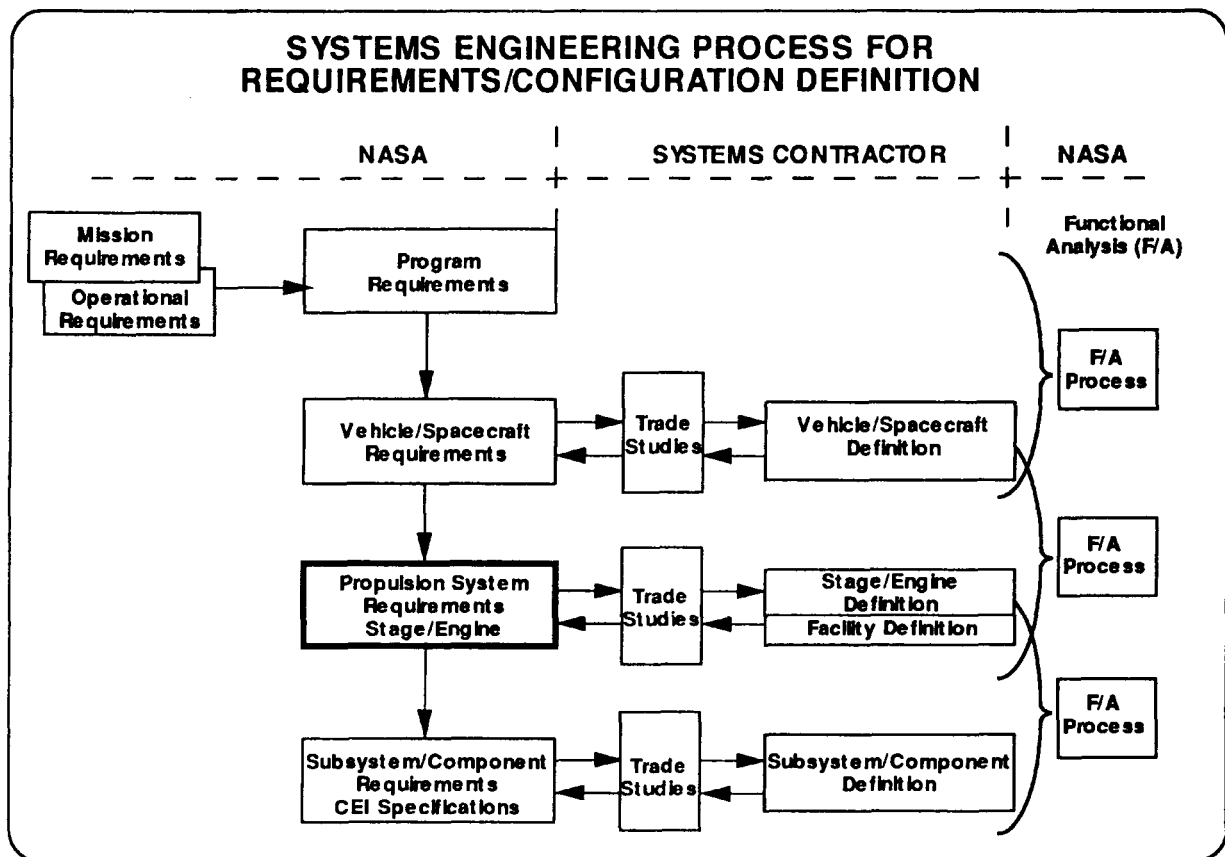 SYSTEMS ENGINEERING PROCESS FOR
REQUIREMENTS/CONFIGURATION DEFINITION
NASA
SYSTEMS CONTRACTOR
NASA
Functional
Analysis (F/A)
Mission
Requirements
Operational
Requirements
Program
Requirements
F/A
Process
Vehicle/Spacecraft
Requirements
Trade
Studies
Vehicle/Spacecraft
Definition
F/A
Process
Propulsion System
Requirements
Stage/Engine
Trade
Studies
Stage/Engine
Definition
Facility Definition
F/A
Process
Subsystem/Component
Requirements
CEI Specifications
Trade
Studies
Subsystem/Component
Definition